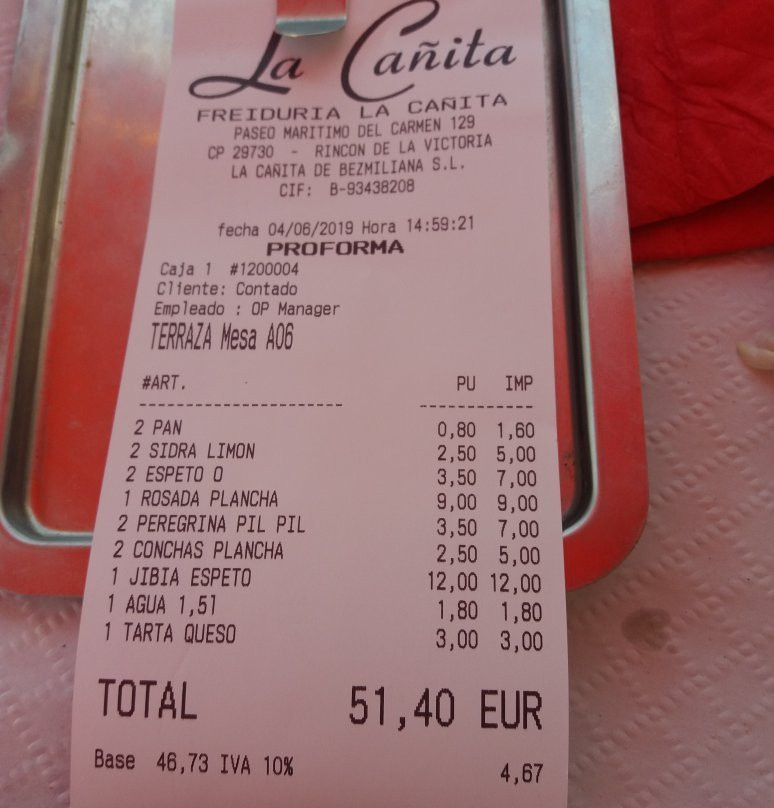 La Cañita
FREIDURIA LA CAÑITA
PASEO MARITIMO DEL CARMEN 129
CP 29730 - RINCON DE LA VICTORIA
LA CAÑITA DE BEZMILIANA S.L.
CIF: B-93438208
fecha 04/06/2019 Hora 14:59:21
PROFORMA
Caja 1 #1200004
Cliente: Contado
Empleado : OP Manager
TERRAZA Mesa A06
#ART. PU IMP
2 PAN 0,80 1,60
2 SIDRA LIMON 2,50 5,00
2 ESPETO O 3,50 7,00
1 ROSADA PLANCHA 9,00 9,00
2 PEREGRINA PIL PIL 3,50 7,00
2 CONCHAS PLANCHA 2,50 5,00
1 JIBIA ESPETO 12,00 12,00
1 AGUA 1,5l 1,80 1,80
1 TARTA QUESO 3,00 3,00
TOTAL 51,40 EUR
Base 46,73 IVA 10% 4,67